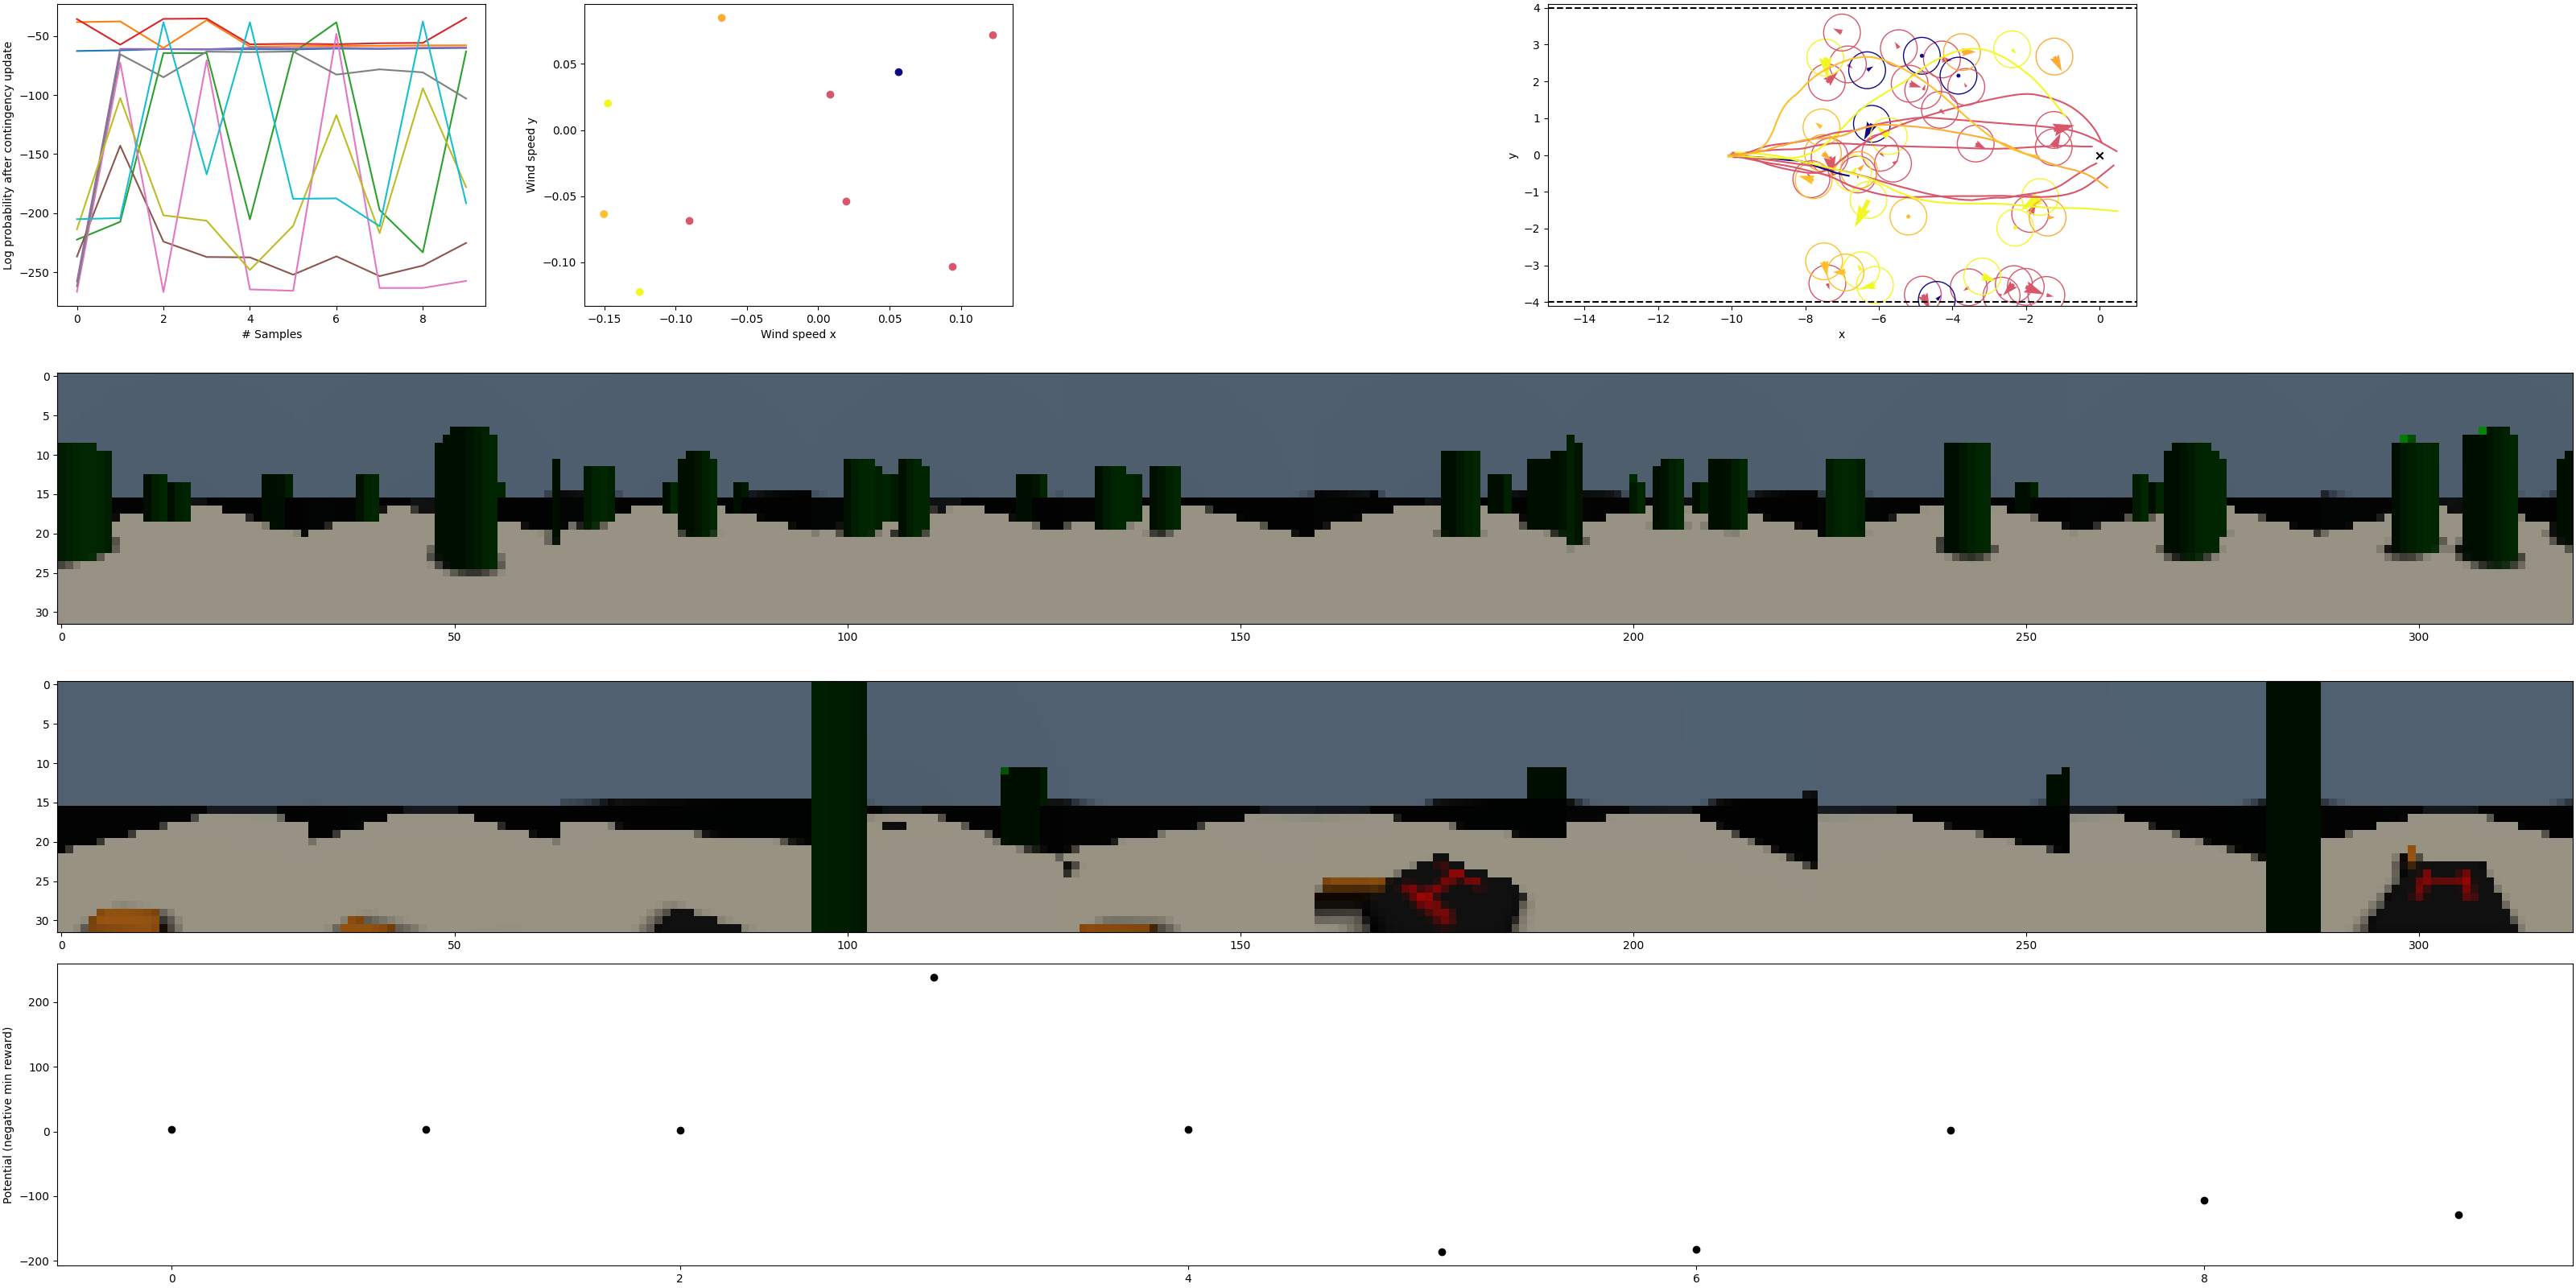 −50
−100
−150
−200
−250
0 2 4 6 8
# Samples
Log probability after contingency update
0.05
0.00
−0.05
−0.10
−0.15 −0.10 −0.05 0.00 0.05 0.10
Wind speed x
Wind speed y
4
3
2
1
0
−1
−2
−3
−4
−14 −12 −10 −8 −6 −4 −2 0
x
y
0
5
10
15
20
25
30
0 50 100 150 200 250 300
0
5
10
15
20
25
30
0 50 100 150 200 250 300
200
100
0
−100
−200
0 2 4 6 8
Potential (negative min reward)